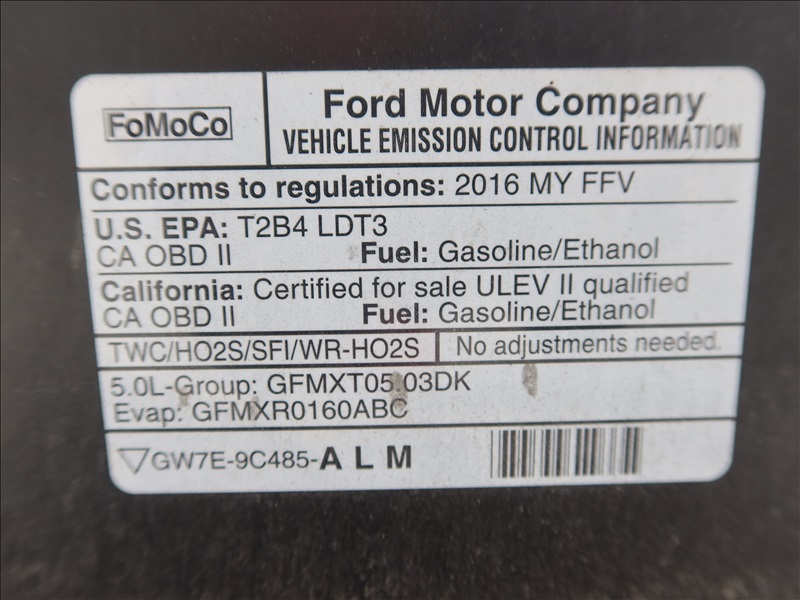 FoMoCo
Ford Motor Company
VEHICLE EMISSION CONTROL INFORMATION
Conforms to regulations: 2016 MY FFV
U.S. EPA: T2B4 LDT3
CA OBD II Fuel: Gasoline/Ethanol
California: Certified for sale ULEV II qualified
CA OBD II Fuel: Gasoline/Ethanol
TWC/HO2S/SFI/WR-HO2S No adjustments needed.
5.0L-Group: GFMXT05.03DK
Evap: GFMXR0160ABC
GW7E-9C485-A L M